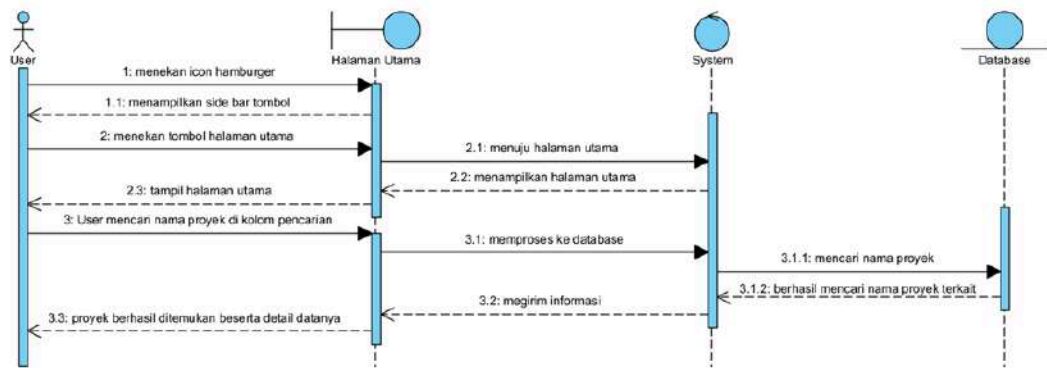 User
Halaman Utama
System
Database
1: menekan icon hamburger
1.1: menampilkan side bar tombol
2: menekan tombol halaman utama
2.1: menuju halaman utama
2.2: menampilkan halaman utama
2.3: tampil halaman utama
3: User mencari nama proyek di kolom pencarian
3.1: memproses ke database
3.1.1: mencari nama proyek
3.1.2: berhasil mencari nama proyek terkait
3.2: megirim informasi
3.3: proyek berhasil ditemukan beserta detail datanya